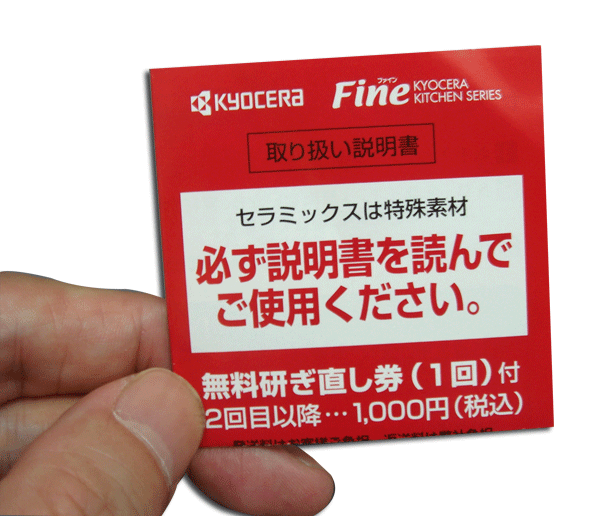 KYOCERA
ファイン
Fine KYOCERA KITCHEN SERIES
取り扱い説明書
セラミックスは特殊素材
必ず説明書を読んで
ご使用ください。
無料研ぎ直し券（1回）付
2回目以降…1,000円（税込）